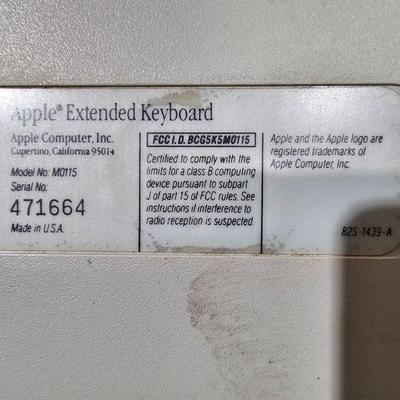 Apple® Extended Keyboard
Apple Computer, Inc.
Cupertino, California 95014
Model No: M0115
Serial No:
471664
Made in U.S.A.
FCC I.D. BCG5K5M0115
Certified to comply with the
limits for a class B computing
device pursuant to subpart
J of part 15 of FCC rules. See
instructions if interference to
radio reception is suspected.
Apple and the Apple logo are
registered trademarks of
Apple Computer, Inc.
825-1439-A